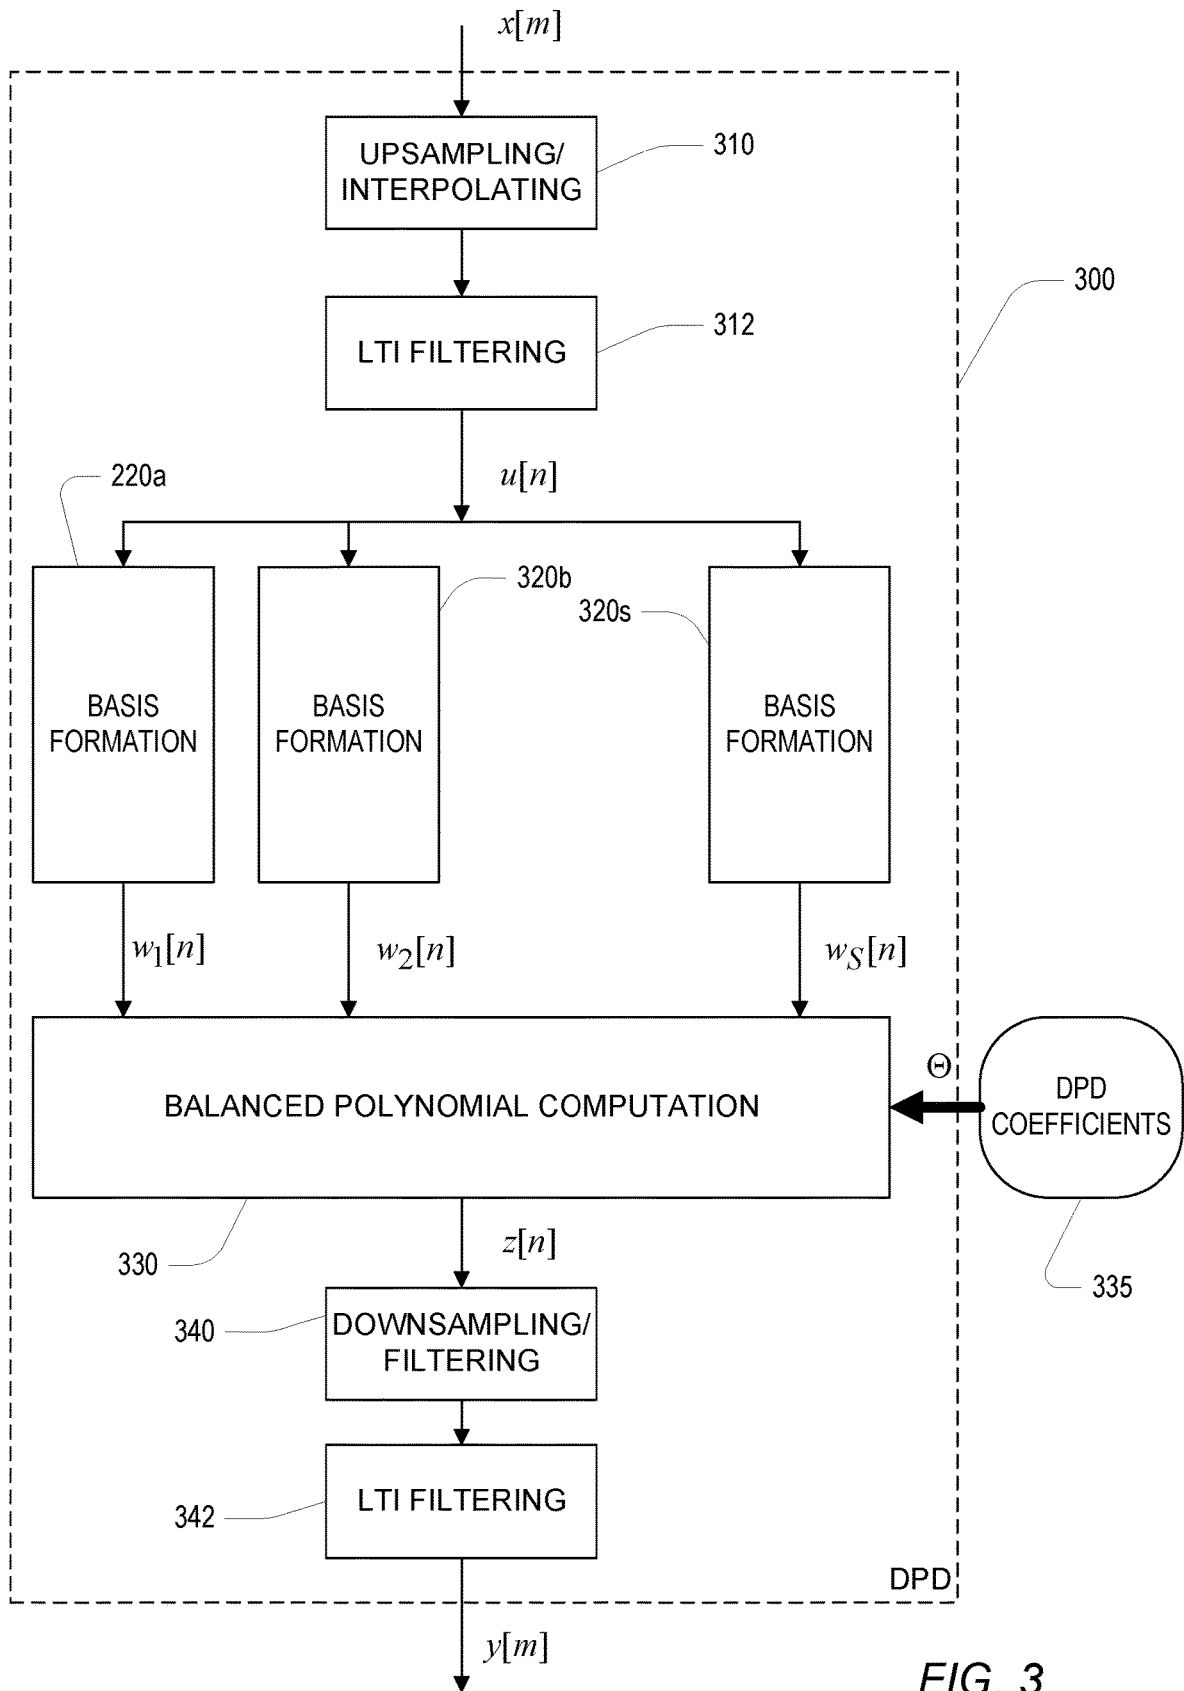 x[m]
UPSAMPLING/
INTERPOLATING
310
300
LTI FILTERING
312
220a
u[n]
320b
320s
BASIS
FORMATION
BASIS
FORMATION
BASIS
FORMATION
w1[n]
w2[n]
wS[n]
Θ
DPD
COEFFICIENTS
BALANCED POLYNOMIAL COMPUTATION
330
z[n]
335
340
DOWNSAMPLING/
FILTERING
342
LTI FILTERING
DPD
y[m]
FIG. 3